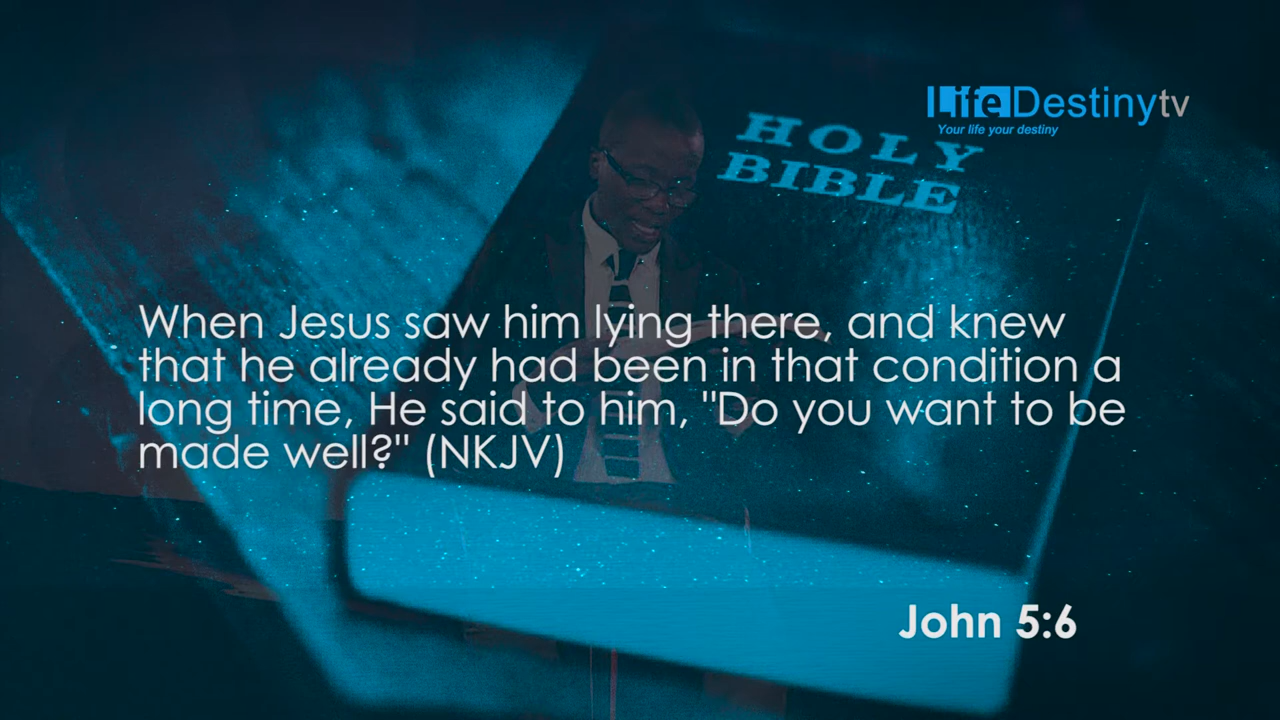 LifeDestinytv
Your life your destiny
HOLY
BIBLE
When Jesus saw him lying there, and knew
that he already had been in that condition a
long time, He said to him, "Do you want to be
made well?" (NKJV)
John 5:6